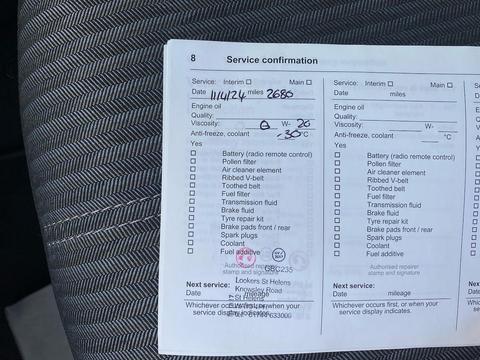 8 Service confirmation
Service: Interim Main
Date 11/4/24 miles 2680
Engine oil
Quality:
Viscosity: 0 W- 20
Anti-freeze, coolant -30 °C
Yes
Battery (radio remote control)
Pollen filter
Air cleaner element
Ribbed V-belt
Toothed belt
Fuel filter
Transmission fluid
Brake fluid
Tyre repair kit
Brake pads front / rear
Spark plugs
Coolant
Fuel additive
GBC235
Authorised repairer
stamp and signature
Lookers St Helens
Knowsley Road
St Helens
Next service:
Date mileage
Whichever occurs first, or when your
service display indicates.
Service: Interim Main
Date miles
Engine oil
Quality:
Viscosity: W-
Anti-freeze, coolant °C
Yes
Battery (radio remote control)
Pollen filter
Air cleaner element
Ribbed V-belt
Toothed belt
Fuel filter
Transmission fluid
Brake fluid
Tyre repair kit
Brake pads front / rear
Spark plugs
Coolant
Fuel additive
Authorised repairer
stamp and signature
Next service:
Date mileage
Whichever occurs first, or when your
service display indicates.